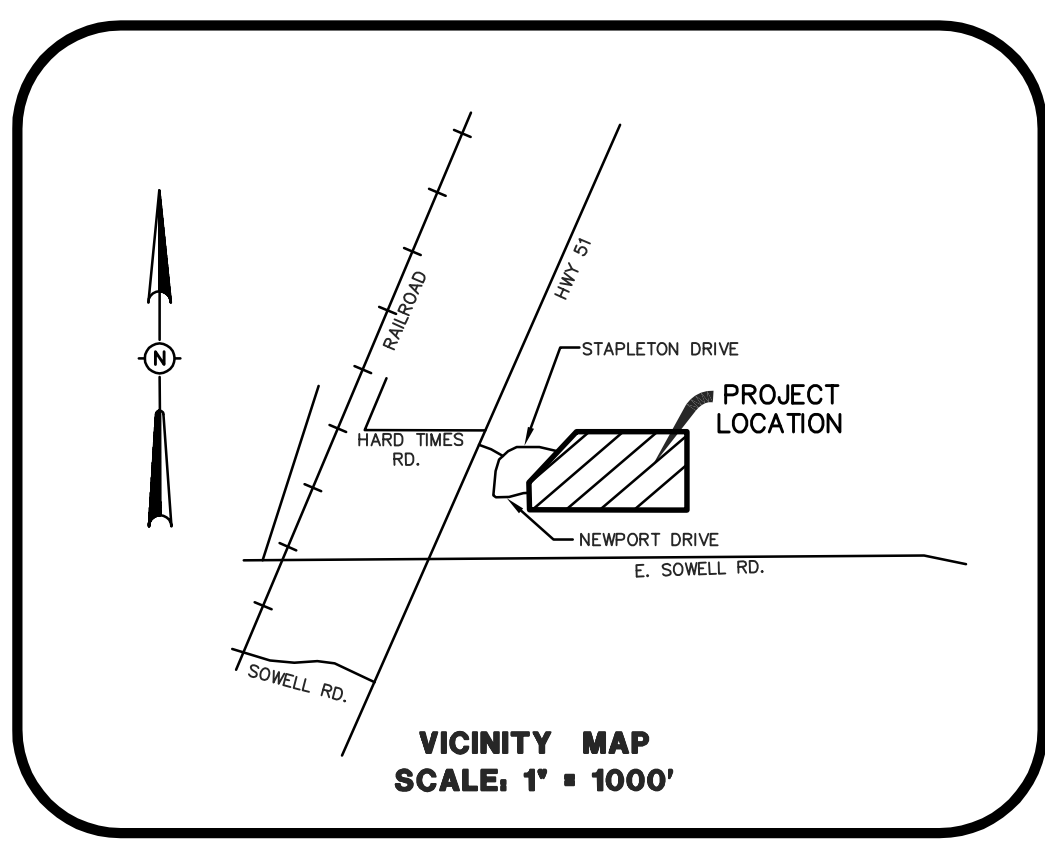 RAILROAD
HWY 51
STAPLETON DRIVE
PROJECT
LOCATION
N
HARD TIMES
RD.
NEWPORT DRIVE
E. SOWELL RD.
SOWELL RD.
VICINITY MAP
SCALE: 1" = 1000'